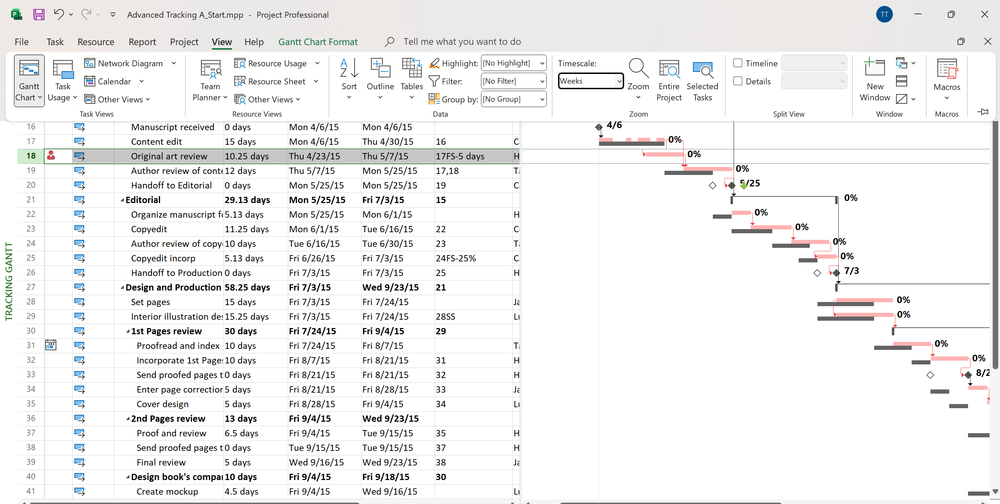 Advanced Tracking A_Start.mpp - Project Professional
TT
File Task Resource Report Project View Help Gantt Chart Format Tell me what you want to do
Gantt Chart
Task Usage
Network Diagram
Calendar
Other Views
Task Views
Team Planner
Resource Usage
Resource Sheet
Other Views
Resource Views
Sort
Outline
Tables
Highlight: [No Highlight]
Filter: [No Filter]
Group by: [No Group]
Data
Timescale:
Weeks
Zoom
Entire Project
Selected Tasks
Zoom
Timeline
Details
Split View
New Window
Window
Macros
Macros
TRACKING GANTT
16 Manuscript received 0 days Mon 4/6/15 Mon 4/6/15 4/6
17 Content edit 15 days Mon 4/6/15 Thu 4/30/15 16 0%
18 Original art review 10.25 days Thu 4/23/15 Thu 5/7/15 17FS-5 days H 0%
19 Author review of conte 12 days Thu 5/7/15 Mon 5/25/15 17,18 0%
20 Handoff to Editorial 0 days Mon 5/25/15 Mon 5/25/15 19 5/25
21 Editorial 29.13 days Mon 5/25/15 Fri 7/3/15 15 0%
22 Organize manuscript fo 5.13 days Mon 5/25/15 Mon 6/1/15 H 0%
23 Copyedit 11.25 days Mon 6/1/15 Tue 6/16/15 22 0%
24 Author review of copy 10 days Tue 6/16/15 Tue 6/30/15 23 0%
25 Copyedit incorp 5.13 days Fri 6/26/15 Fri 7/3/15 24FS-25% 0%
26 Handoff to Production 0 days Fri 7/3/15 Fri 7/3/15 25 H 7/3
27 Design and Production 58.25 days Fri 7/3/15 Wed 9/23/15 21
28 Set pages 15 days Fri 7/3/15 Fri 7/24/15 Ja 0%
29 Interior illustration des 15.25 days Fri 7/3/15 Fri 7/24/15 28SS Lu 0%
30 1st Pages review 30 days Fri 7/24/15 Fri 9/4/15 29
31 Proofread and index 10 days Fri 7/24/15 Fri 8/7/15 0%
32 Incorporate 1st Pages 10 days Fri 8/7/15 Fri 8/21/15 31 H 0%
33 Send proofed pages t 0 days Fri 8/21/15 Fri 8/21/15 32 H 8/2
34 Enter page correction 5 days Fri 8/21/15 Fri 8/28/15 33 Ja
35 Cover design 5 days Fri 8/28/15 Fri 9/4/15 34 Lu
36 2nd Pages review 13 days Fri 9/4/15 Wed 9/23/15
37 Proof and review 6.5 days Fri 9/4/15 Tue 9/15/15 35 H
38 Send proofed pages t 0 days Tue 9/15/15 Tue 9/15/15 37 H
39 Final review 5 days Wed 9/16/15 Wed 9/23/15 38 Ja
40 Design book's compa 10 days Fri 9/4/15 Fri 9/18/15 30
41 Create mockup 4.5 days Fri 9/4/15 Wed 9/16/15 Lu